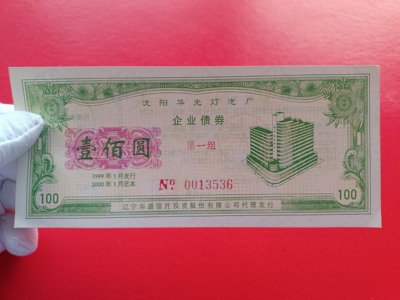 沈阳华光灯泡厂
企业债券
壹佰圆
第一组
1999年1月发行
2000年1月还本
No 0013536
100
100
辽宁华盛信托投资股份有限公司代理发行